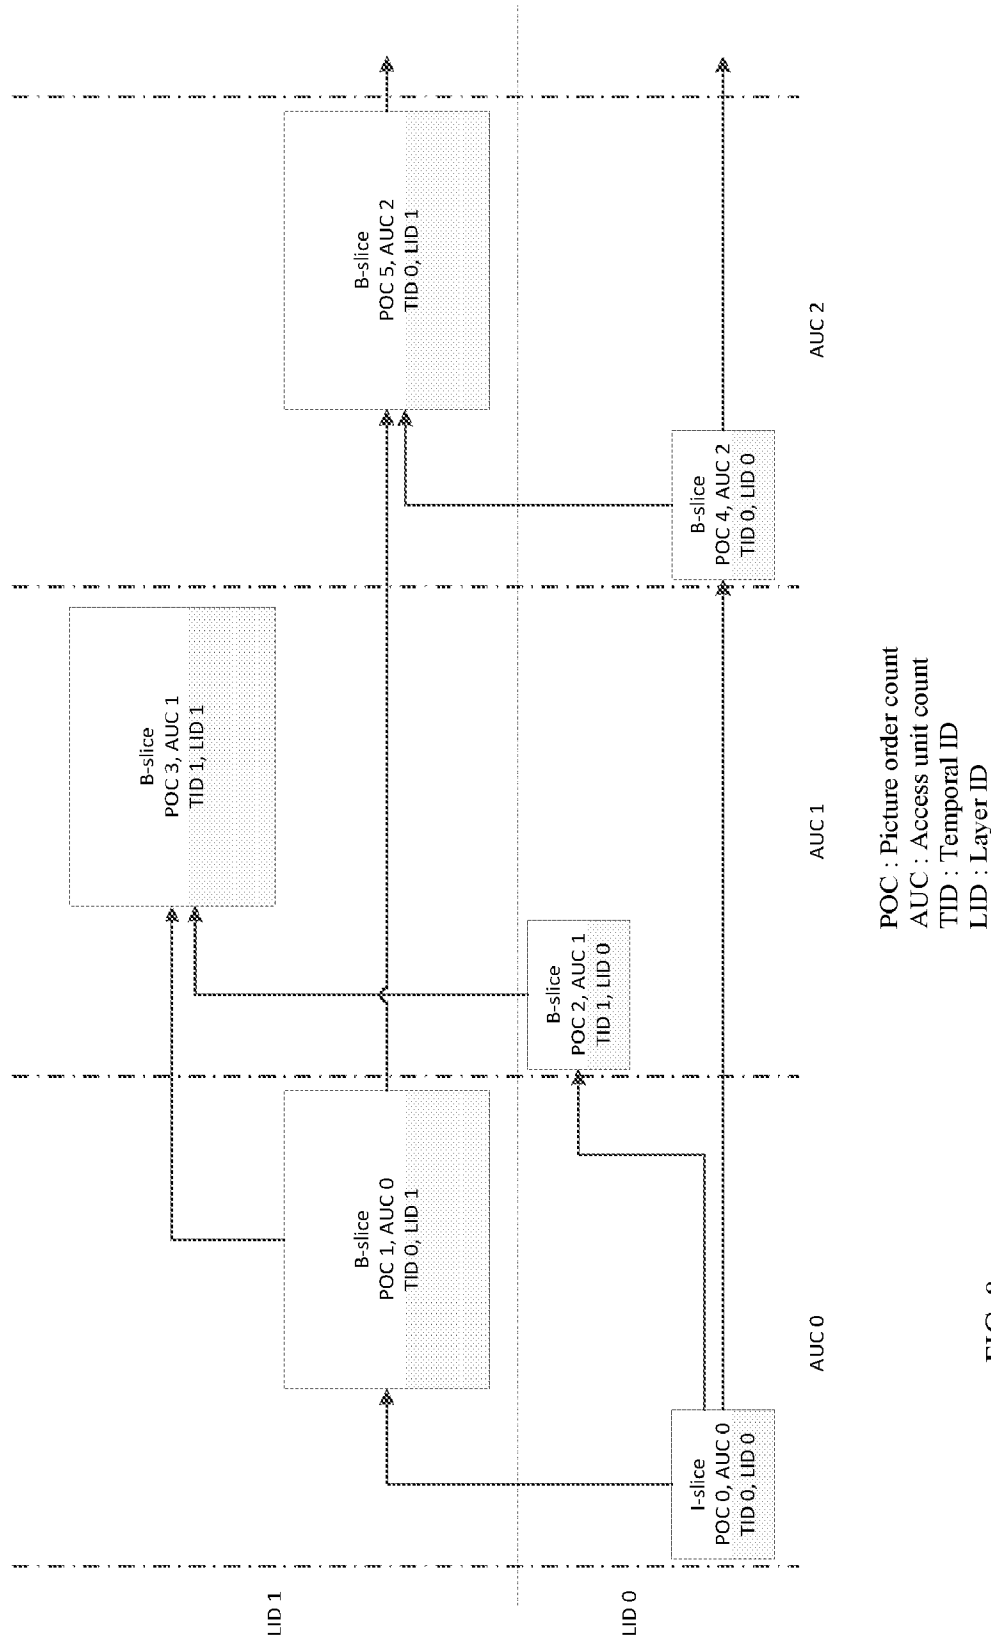 LID 1
B-slice
POC 3, AUC 1
TID 1, LID 1
B-slice
POC 1, AUC 0
TID 0, LID 1
B-slice
POC 5, AUC 2
TID 0, LID 1
LID 0
B-slice
POC 2, AUC 1
TID 1, LID 0
I-slice
POC 0, AUC 0
TID 0, LID 0
B-slice
POC 4, AUC 2
TID 0, LID 0
AUC 0
AUC 1
AUC 2
POC : Picture order count
AUC : Access unit count
TID : Temporal ID
LID : Layer ID